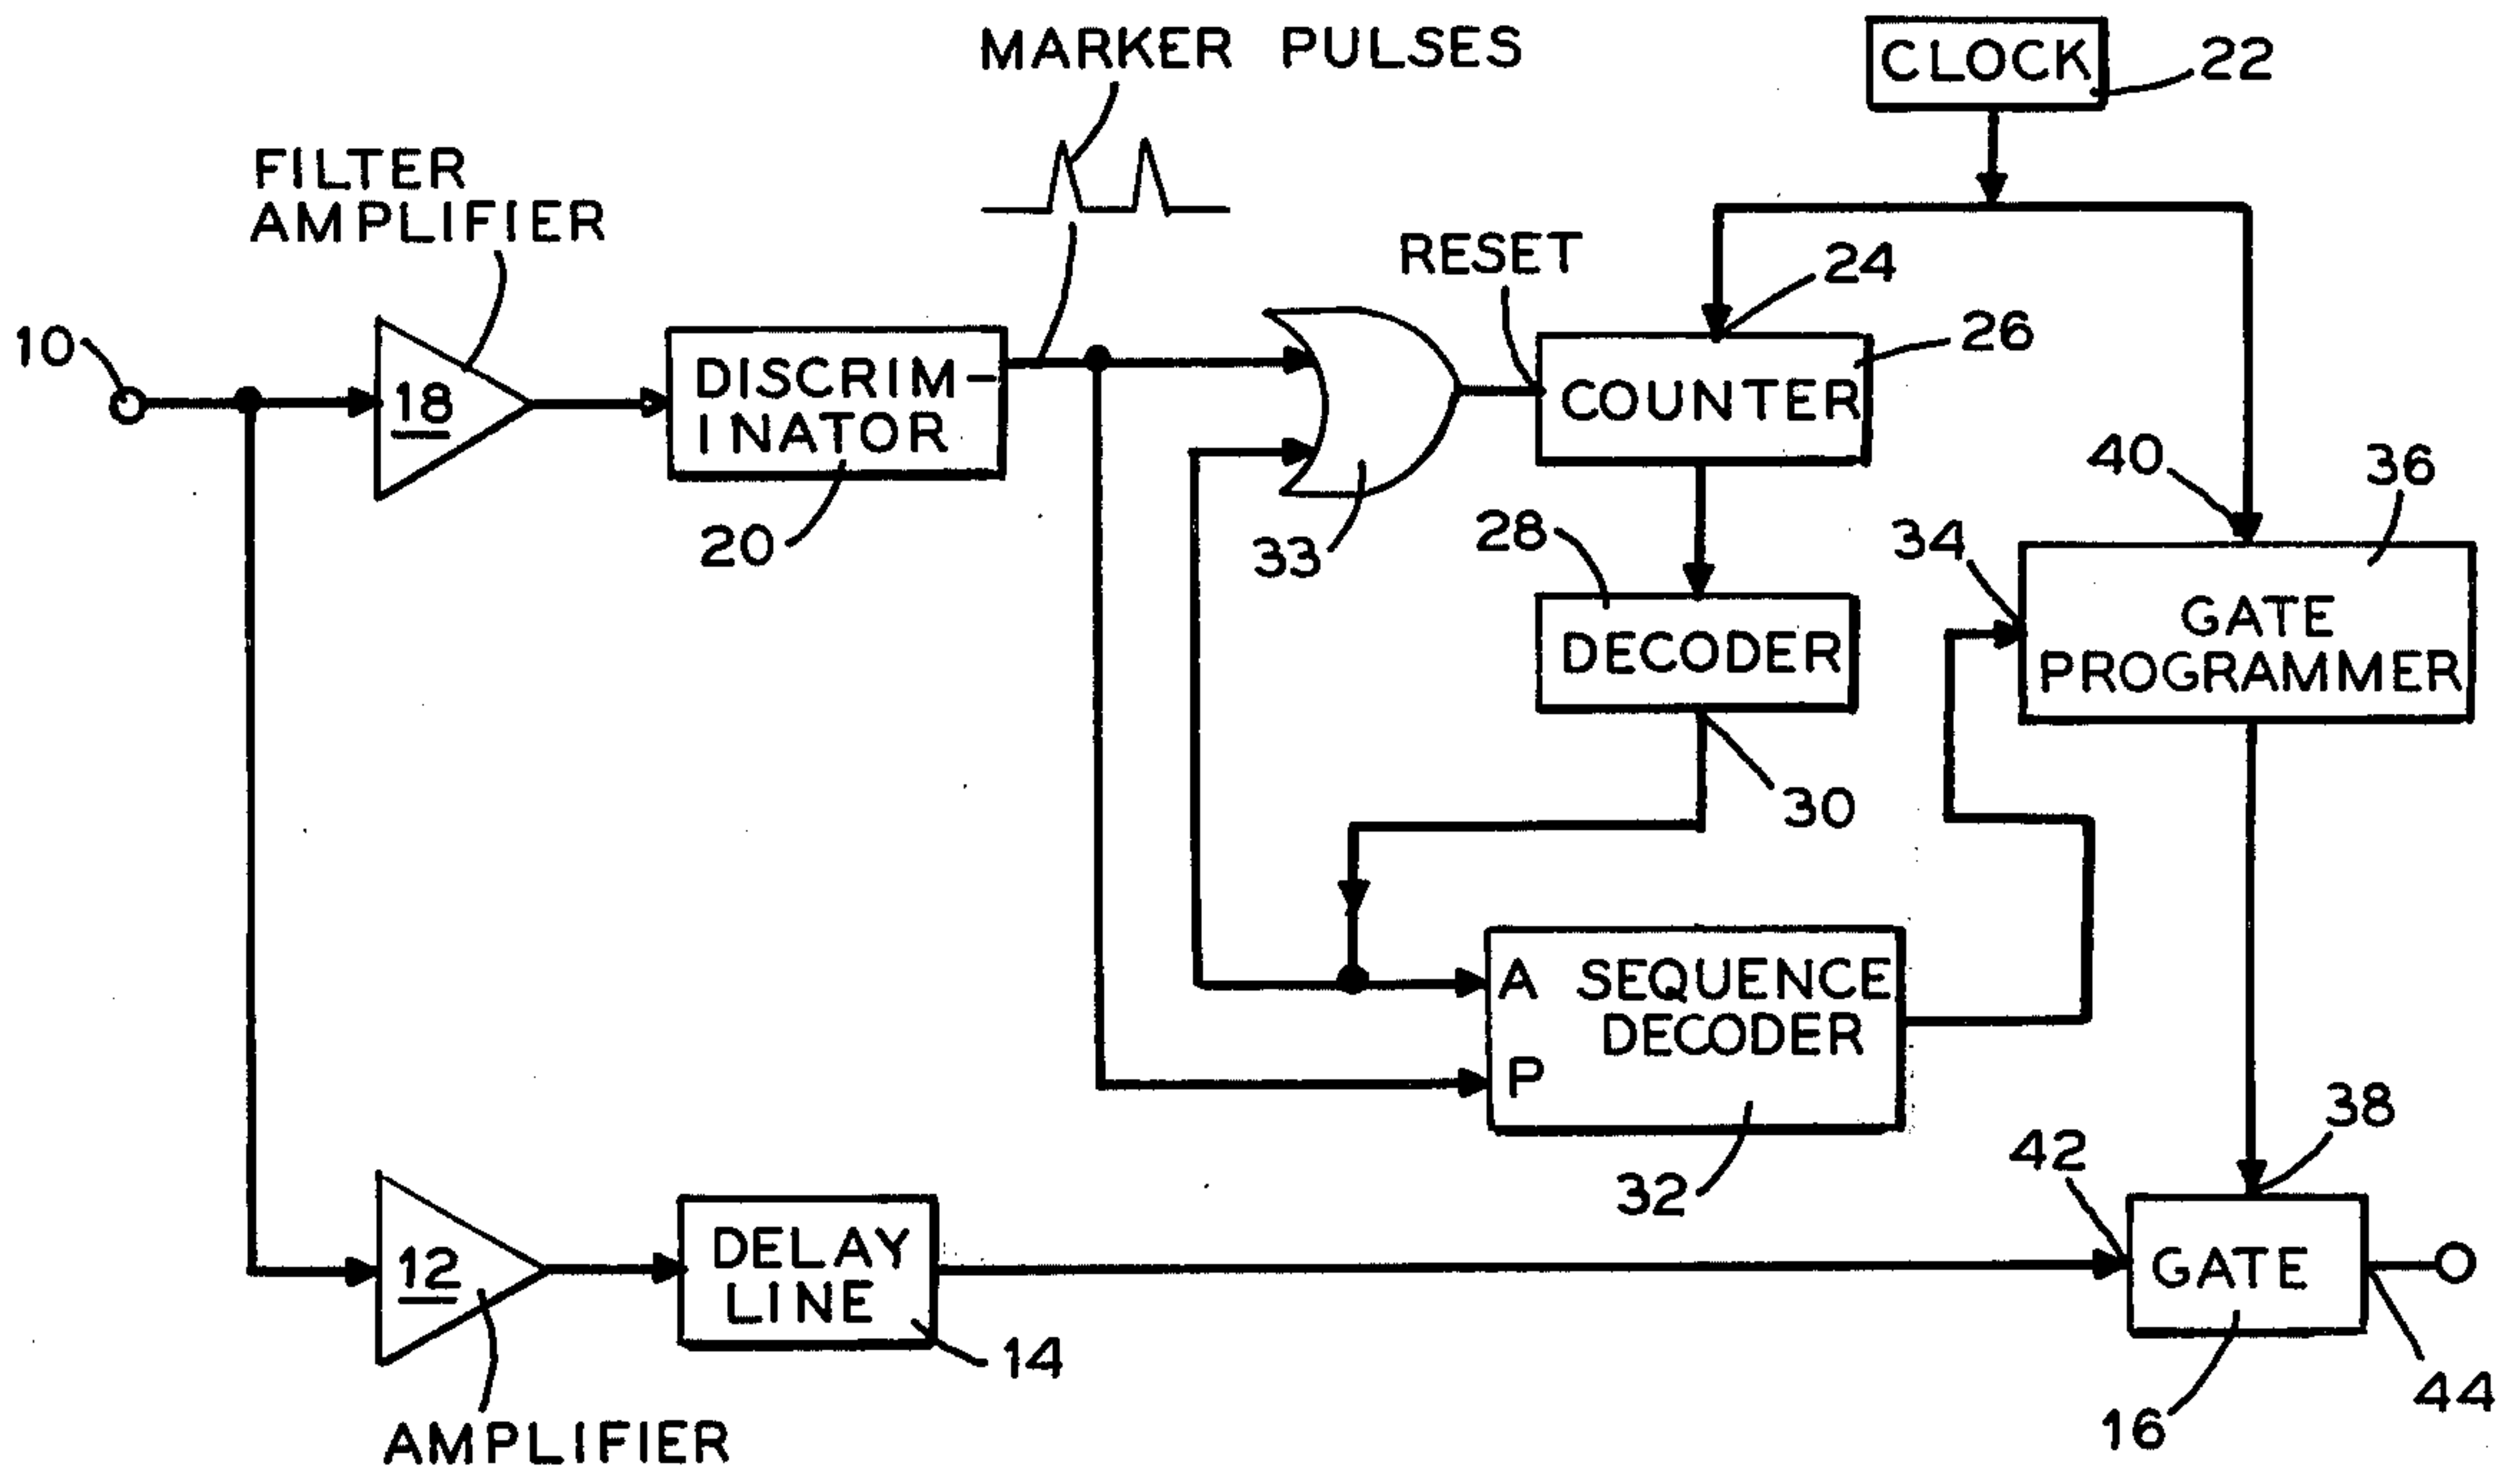 MARKER PULSES
CLOCK
22
FILTER
AMPLIFIER
RESET
24
26
10
18
DISCRIM-
INATOR
COUNTER
20
33
40
36
28
34
DECODER
GATE
PROGRAMMER
30
A SEQUENCE
DECODER
P
32
38
42
12
DELAY
LINE
GATE
14
16
44
AMPLIFIER